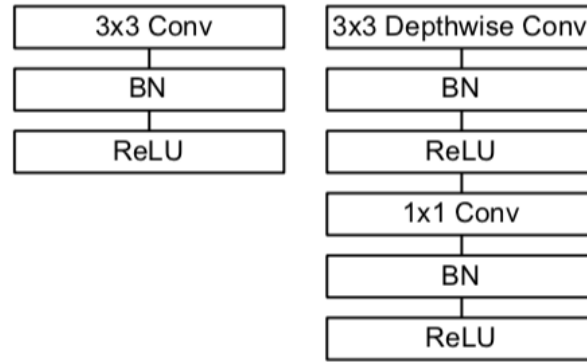 3x3 Conv
BN
ReLU
3x3 Depthwise Conv
BN
ReLU
1x1 Conv
BN
ReLU